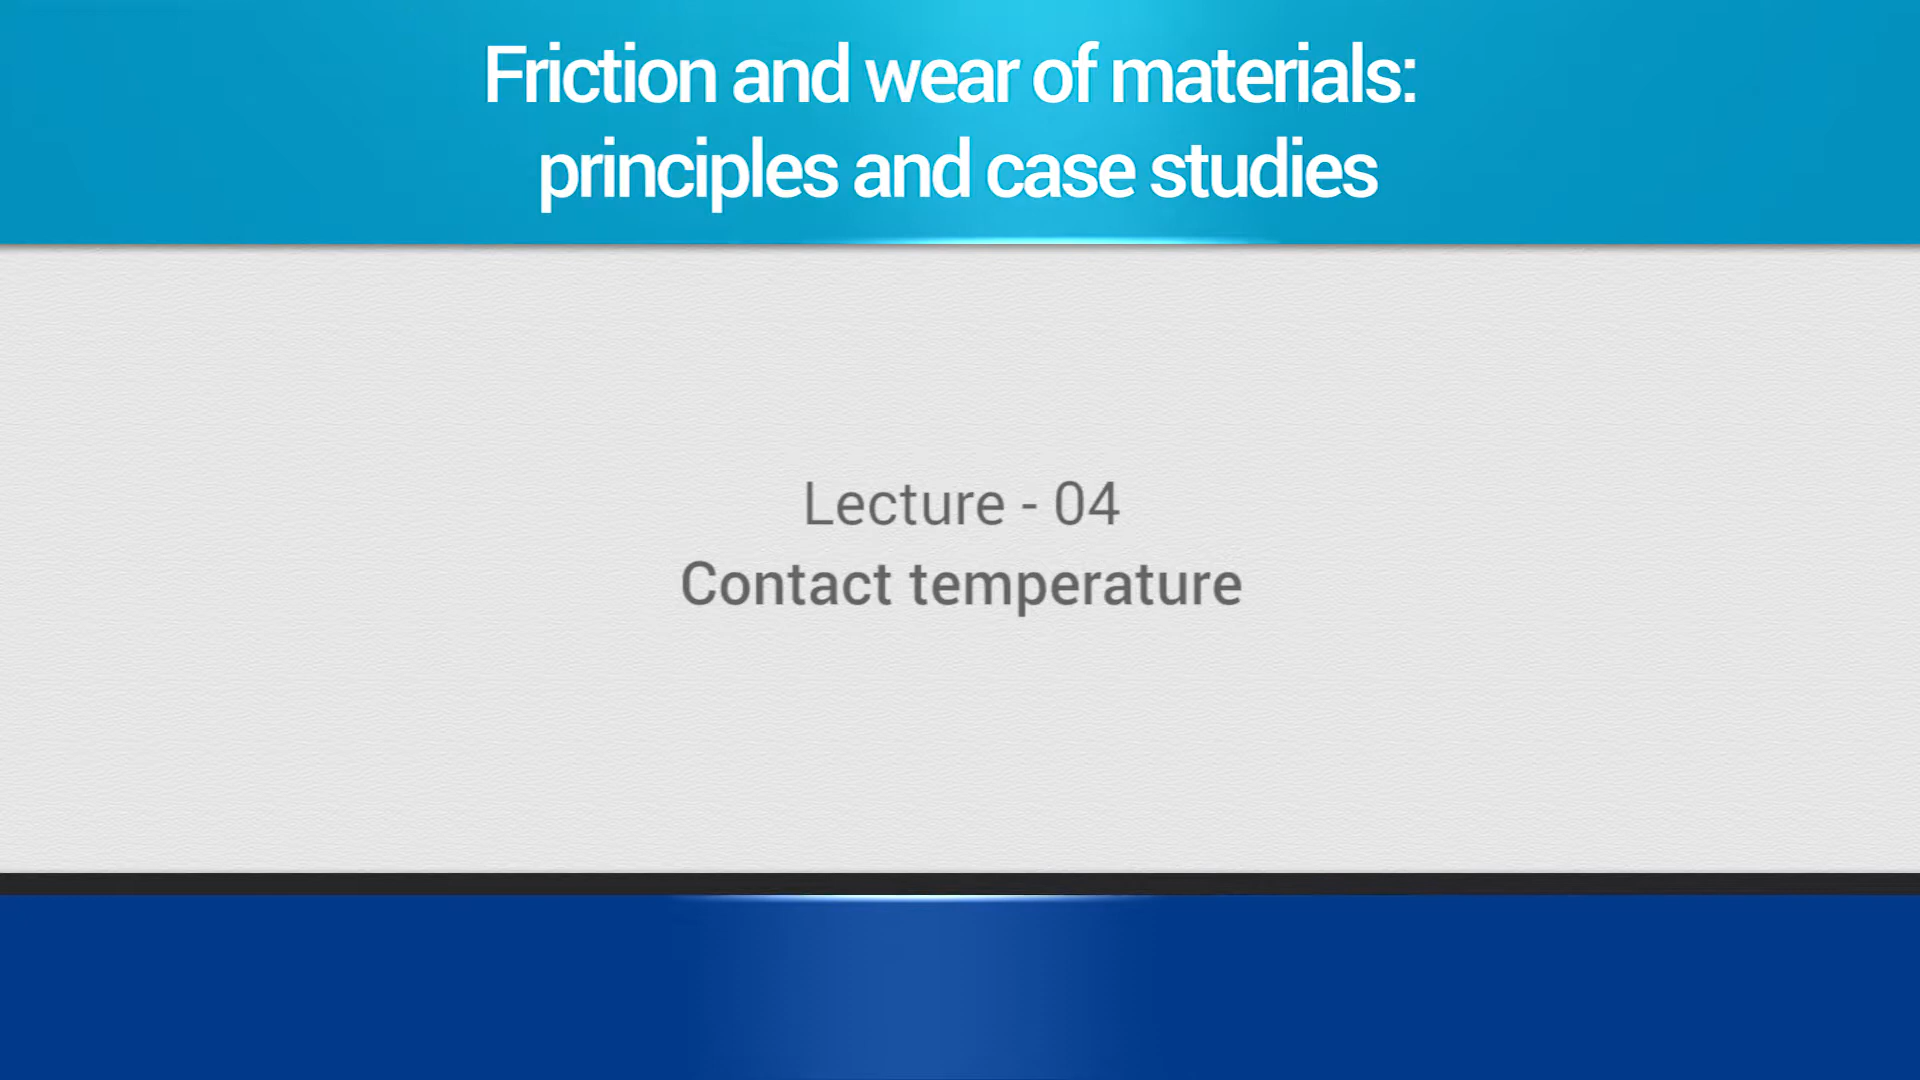 Friction and wear of materials:
principles and case studies
Lecture - 04
Contact temperature